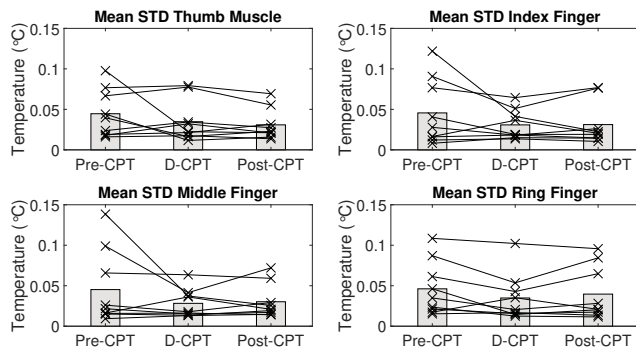 Mean STD Thumb Muscle
Temperature (°C)
0.15
0.1
0.05
0
Pre-CPT D-CPT Post-CPT
Mean STD Index Finger
Temperature (°C)
0.15
0.1
0.05
0
Pre-CPT D-CPT Post-CPT
Mean STD Middle Finger
Temperature (°C)
0.15
0.1
0.05
0
Pre-CPT D-CPT Post-CPT
Mean STD Ring Finger
Temperature (°C)
0.15
0.1
0.05
0
Pre-CPT D-CPT Post-CPT